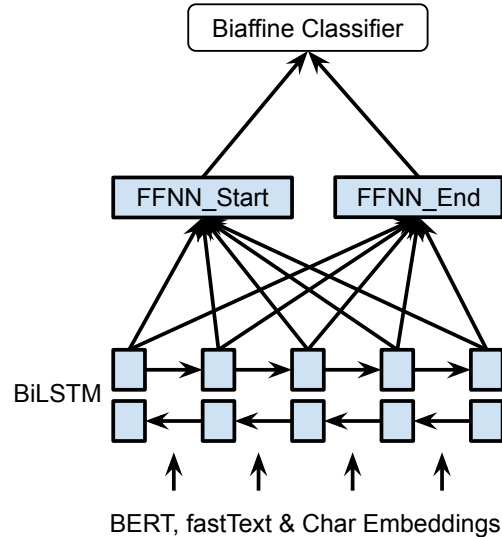 Biaffine Classifier
FFNN_Start
FFNN_End
BiLSTM
BERT, fastText & Char Embeddings